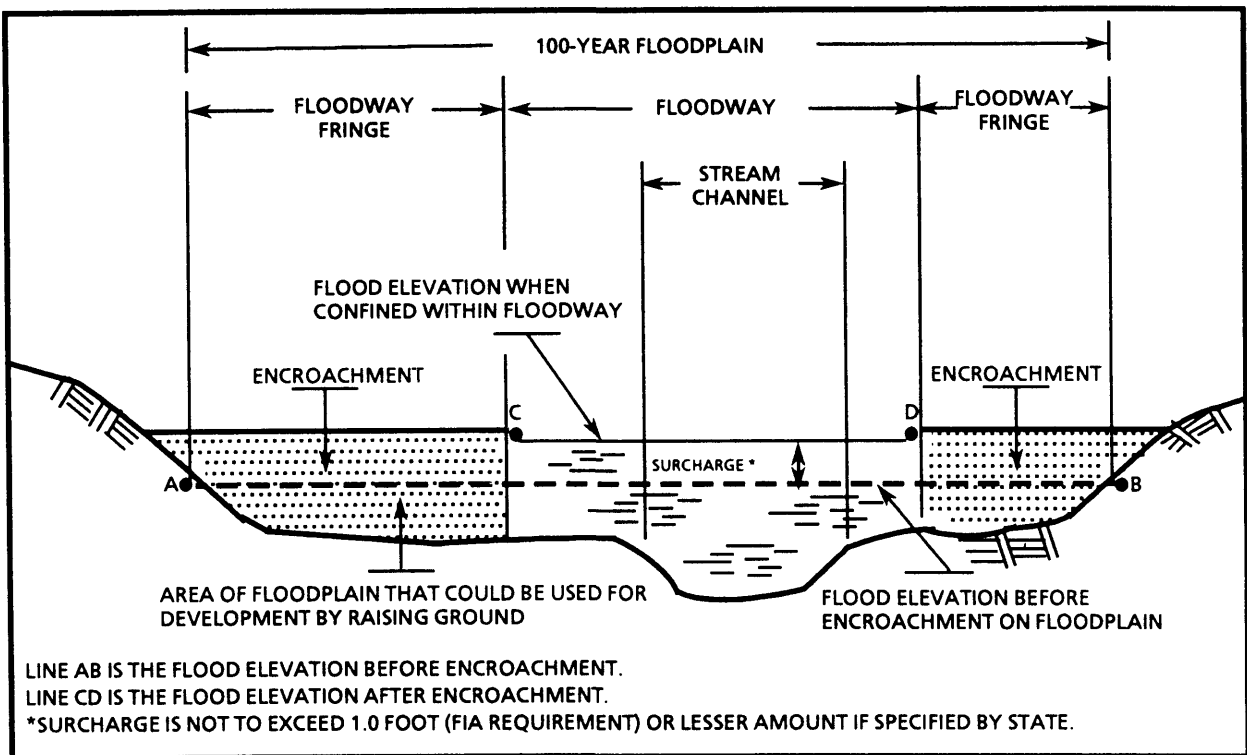 100-YEAR FLOODPLAIN
FLOODWAY
FRINGE
FLOODWAY
FLOODWAY
FRINGE
STREAM
CHANNEL
FLOOD ELEVATION WHEN
CONFINED WITHIN FLOODWAY
ENCROACHMENT
ENCROACHMENT
C
D
SURCHARGE *
A
B
AREA OF FLOODPLAIN THAT COULD BE USED FOR
DEVELOPMENT BY RAISING GROUND
FLOOD ELEVATION BEFORE
ENCROACHMENT ON FLOODPLAIN
LINE AB IS THE FLOOD ELEVATION BEFORE ENCROACHMENT.
LINE CD IS THE FLOOD ELEVATION AFTER ENCROACHMENT.
*SURCHARGE IS NOT TO EXCEED 1.0 FOOT (FIA REQUIREMENT) OR LESSER AMOUNT IF SPECIFIED BY STATE.